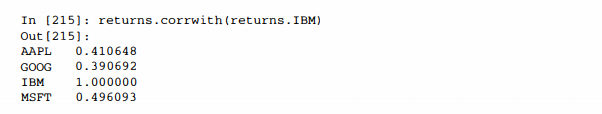 In [215]: returns.corrwith(returns.IBM)
Out[215]:
AAPL    0.410648
GOOG    0.390692
IBM     1.000000
MSFT    0.496093